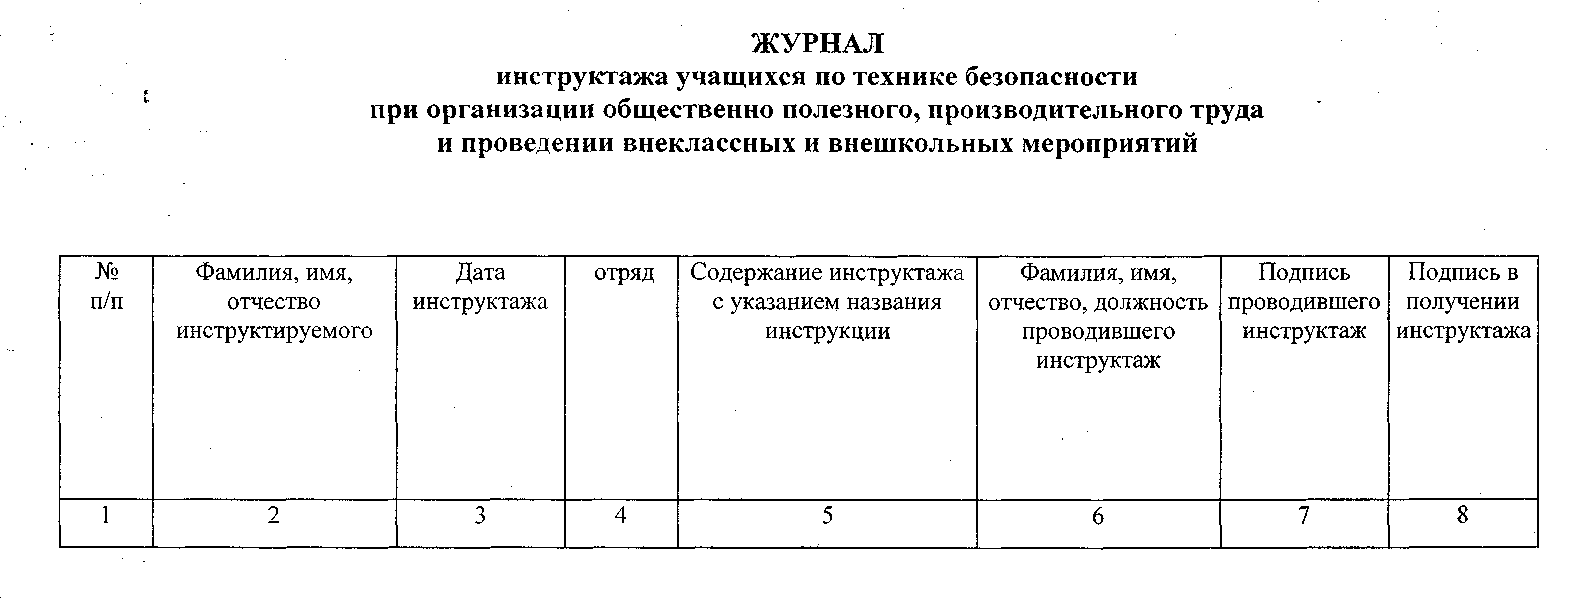 ЖУРНАЛ
инструктажа учащихся по технике безопасности
при организации общественно полезного, производительного труда
и проведении внеклассных и внешкольных мероприятий
№
п/п
Фамилия, имя,
отчество
инструктируемого
Дата
инструктажа
отряд
Содержание инструктажа
с указанием названия
инструкции
Фамилия, имя,
отчество, должность
проводившего
инструктаж
Подпись
проводившего
инструктаж
Подпись в
получении
инструктажа
1
2
3
4
5
6
7
8